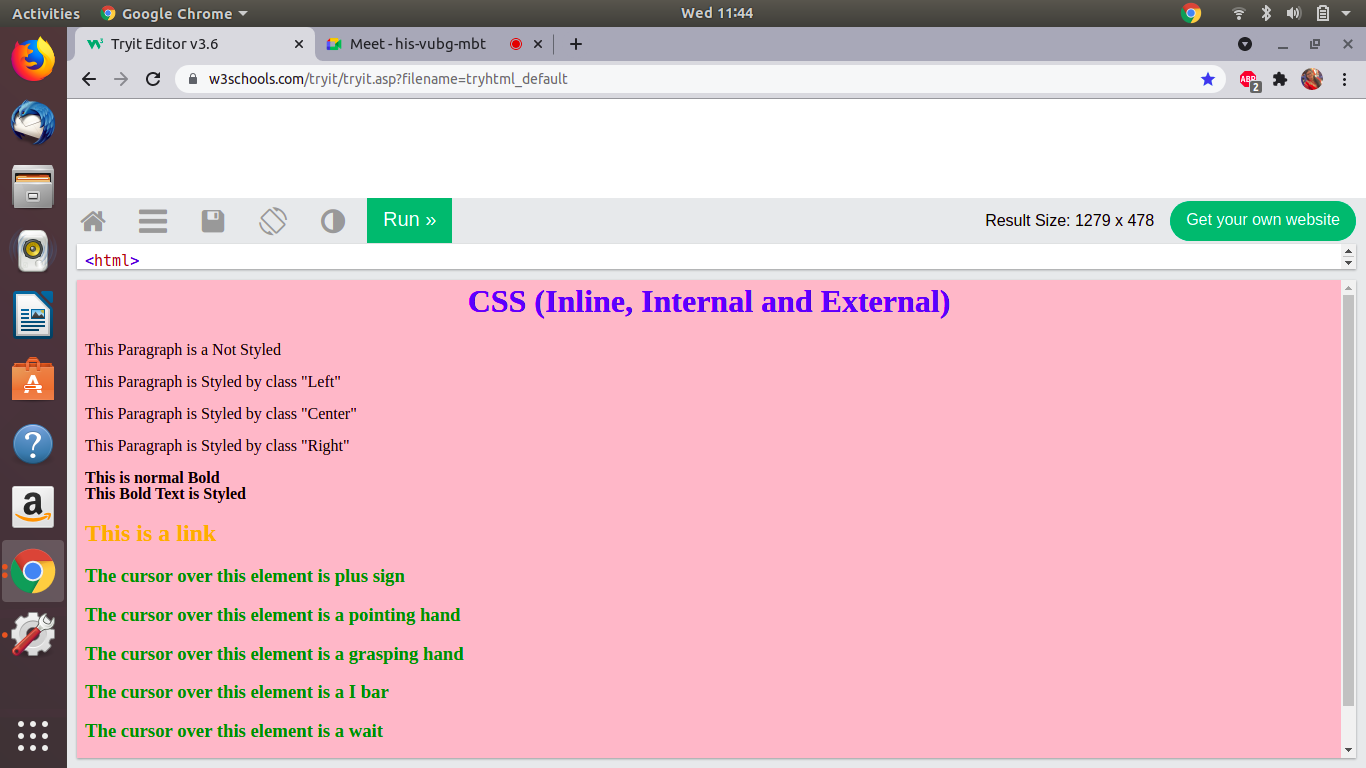 Activities Google Chrome Wed 11:44
Tryit Editor v3.6 Meet - his-vubg-mbt
w3schools.com/tryit/tryit.asp?filename=tryhtml_default ABP 2
Run » Result Size: 1279 x 478 Get your own website
<html>
CSS (Inline, Internal and External)
This Paragraph is a Not Styled
This Paragraph is Styled by class "Left"
This Paragraph is Styled by class "Center"
This Paragraph is Styled by class "Right"
This is normal Bold
This Bold Text is Styled
This is a link
The cursor over this element is plus sign
The cursor over this element is a pointing hand
The cursor over this element is a grasping hand
The cursor over this element is a I bar
The cursor over this element is a wait